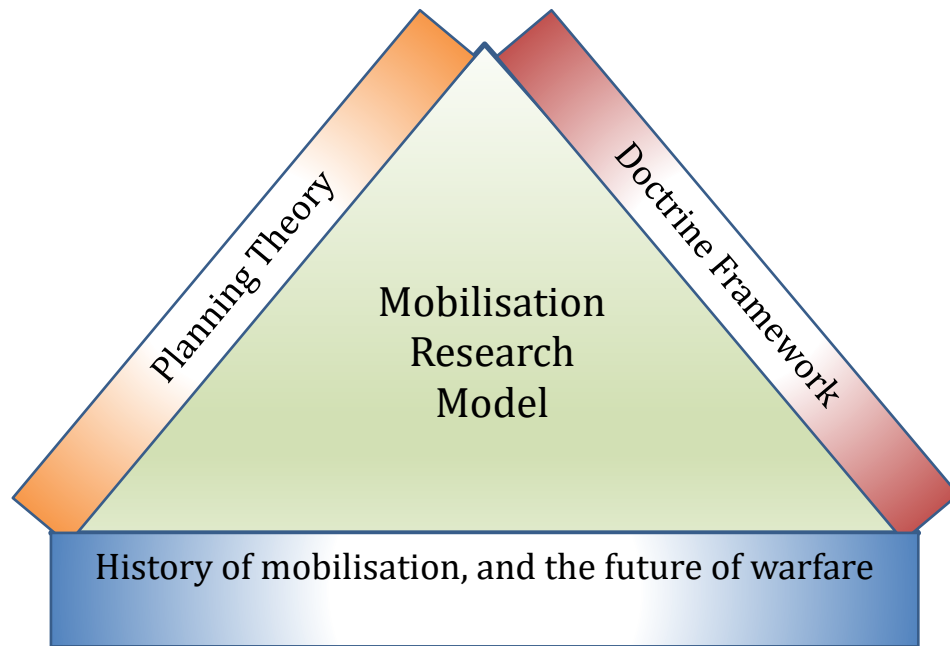 Planning Theory
Doctrine Framework
Mobilisation
Research
Model
History of mobilisation, and the future of warfare